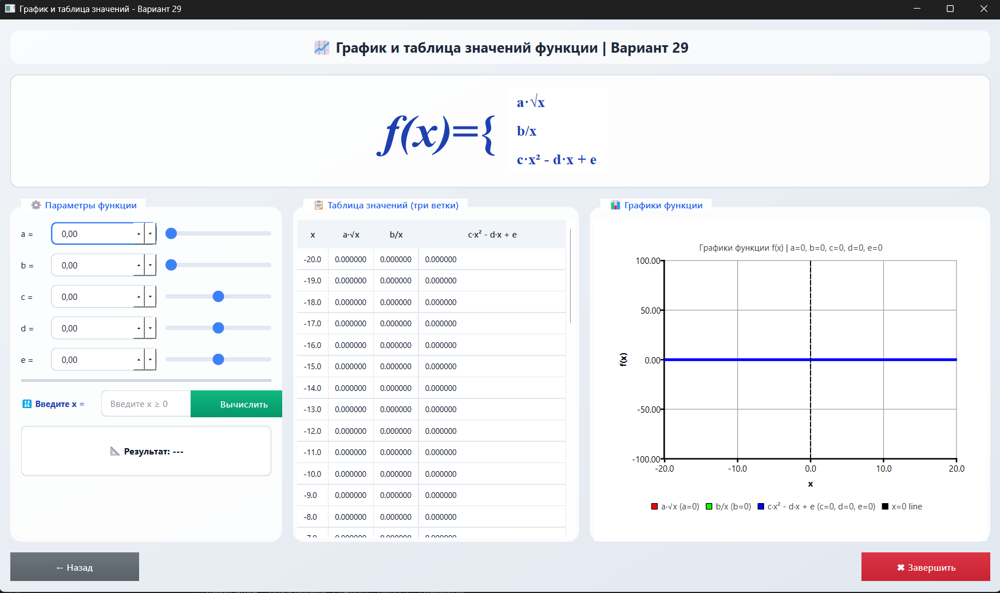 График и таблица значений - Вариант 29
График и таблица значений функции | Вариант 29
f(x)={
a·√x
b/x
c·x² - d·x + e
Параметры функции
a = 0,00
b = 0,00
c = 0,00
d = 0,00
e = 0,00
Введите x = Введите x ≥ 0 Вычислить
Результат: ---
Таблица значений (три ветки)
x a·√x b/x c·x² - d·x + e
-20.0 0.000000 0.000000 0.000000
-19.0 0.000000 0.000000 0.000000
-18.0 0.000000 0.000000 0.000000
-17.0 0.000000 0.000000 0.000000
-16.0 0.000000 0.000000 0.000000
-15.0 0.000000 0.000000 0.000000
-14.0 0.000000 0.000000 0.000000
-13.0 0.000000 0.000000 0.000000
-12.0 0.000000 0.000000 0.000000
-11.0 0.000000 0.000000 0.000000
-10.0 0.000000 0.000000 0.000000
-9.0 0.000000 0.000000 0.000000
-8.0 0.000000 0.000000 0.000000
-7.0 0.000000 0.000000 0.000000
Графики функции
Графики функции f(x) | a=0, b=0, c=0, d=0, e=0
100.00
50.00
0.00
-50.00
-100.00
f(x)
-20.0 -10.0 0.0 10.0 20.0
x
a·√x (a=0) b/x (b=0) c·x² - d·x + e (c=0, d=0, e=0) x=0 line
← Назад
✖ Завершить